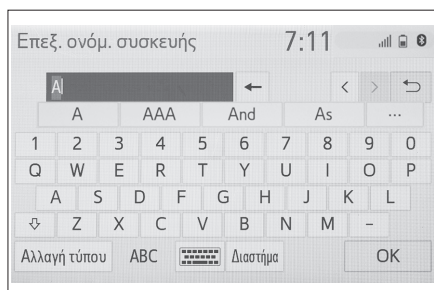 Επεξ. ονόμ. συσκευής 7:11
A
A AAA And As ...
1 2 3 4 5 6 7 8 9 0
Q W E R T Y U I O P
A S D F G H J K L
Z X C V B N M -
Αλλαγή τύπου ABC Διαστήμα OK